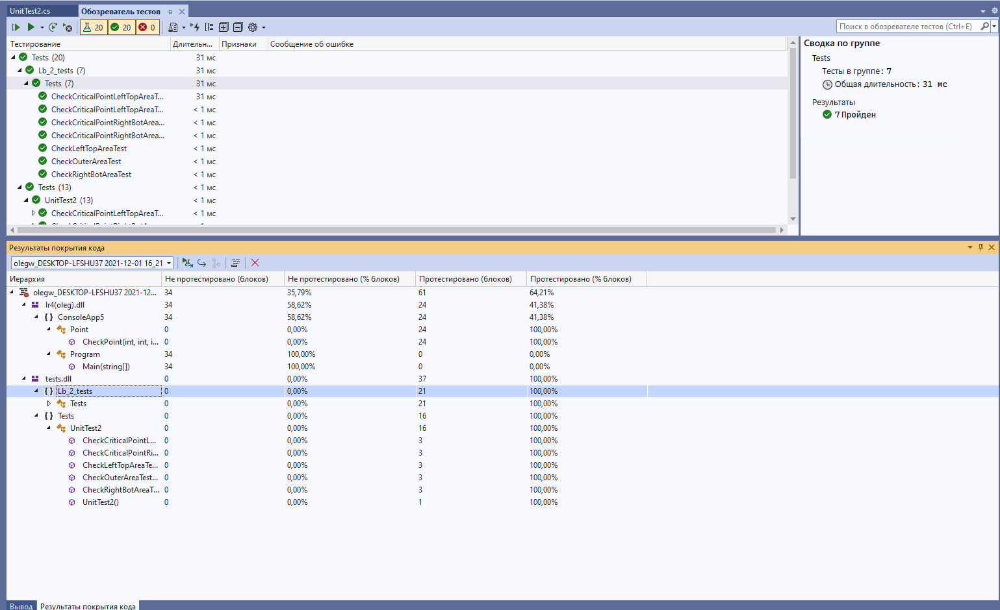 UnitTest2.cs Обозреватель тестов
20 20 0 Поиск в обозревателе тестов (Ctrl+E)
Тестирование Длительн... Признаки Сообщение об ошибке
Tests (20) 31 мс
Lb_2_tests (7) 31 мс
Tests (7) 31 мс
CheckCriticalPointLeftTopAreaT... 31 мс
CheckCriticalPointLeftTopAreaT... < 1 мс
CheckCriticalPointRightBotArea... < 1 мс
CheckCriticalPointRightBotArea... < 1 мс
CheckLeftTopAreaTest < 1 мс
CheckOuterAreaTest < 1 мс
CheckRightBotAreaTest < 1 мс
Tests (13) < 1 мс
UnitTest2 (13) < 1 мс
CheckCriticalPointLeftTopAreaT... < 1 мс
Сводка по группе
Tests
Тесты в группе: 7
Общая длительность: 31 мс
Результаты
7 Пройден
Результаты покрытия кода
olegw_DESKTOP-LFSHU37 2021-12-01 16_21
Иерархия Не протестировано (блоков) Не протестировано (% блоков) Протестировано (блоков) Протестировано (% блоков)
olegw_DESKTOP-LFSHU37 2021-12... 34 35,79% 61 64,21%
lr4(oleg).dll 34 58,62% 24 41,38%
ConsoleApp5 34 58,62% 24 41,38%
Point 0 0,00% 24 100,00%
CheckPoint(int, int, i... 0 0,00% 24 100,00%
Program 34 100,00% 0 0,00%
Main(string[]) 34 100,00% 0 0,00%
tests.dll 0 0,00% 37 100,00%
Lb_2_tests 0 0,00% 21 100,00%
Tests 0 0,00% 21 100,00%
Tests 0 0,00% 16 100,00%
UnitTest2 0 0,00% 16 100,00%
CheckCriticalPointL... 0 0,00% 3 100,00%
CheckCriticalPointRi... 0 0,00% 3 100,00%
CheckLeftTopAreaTe... 0 0,00% 3 100,00%
CheckOuterAreaTest... 0 0,00% 3 100,00%
CheckRightBotAreaT... 0 0,00% 3 100,00%
UnitTest2() 0 0,00% 1 100,00%
Вывод Результаты покрытия кода